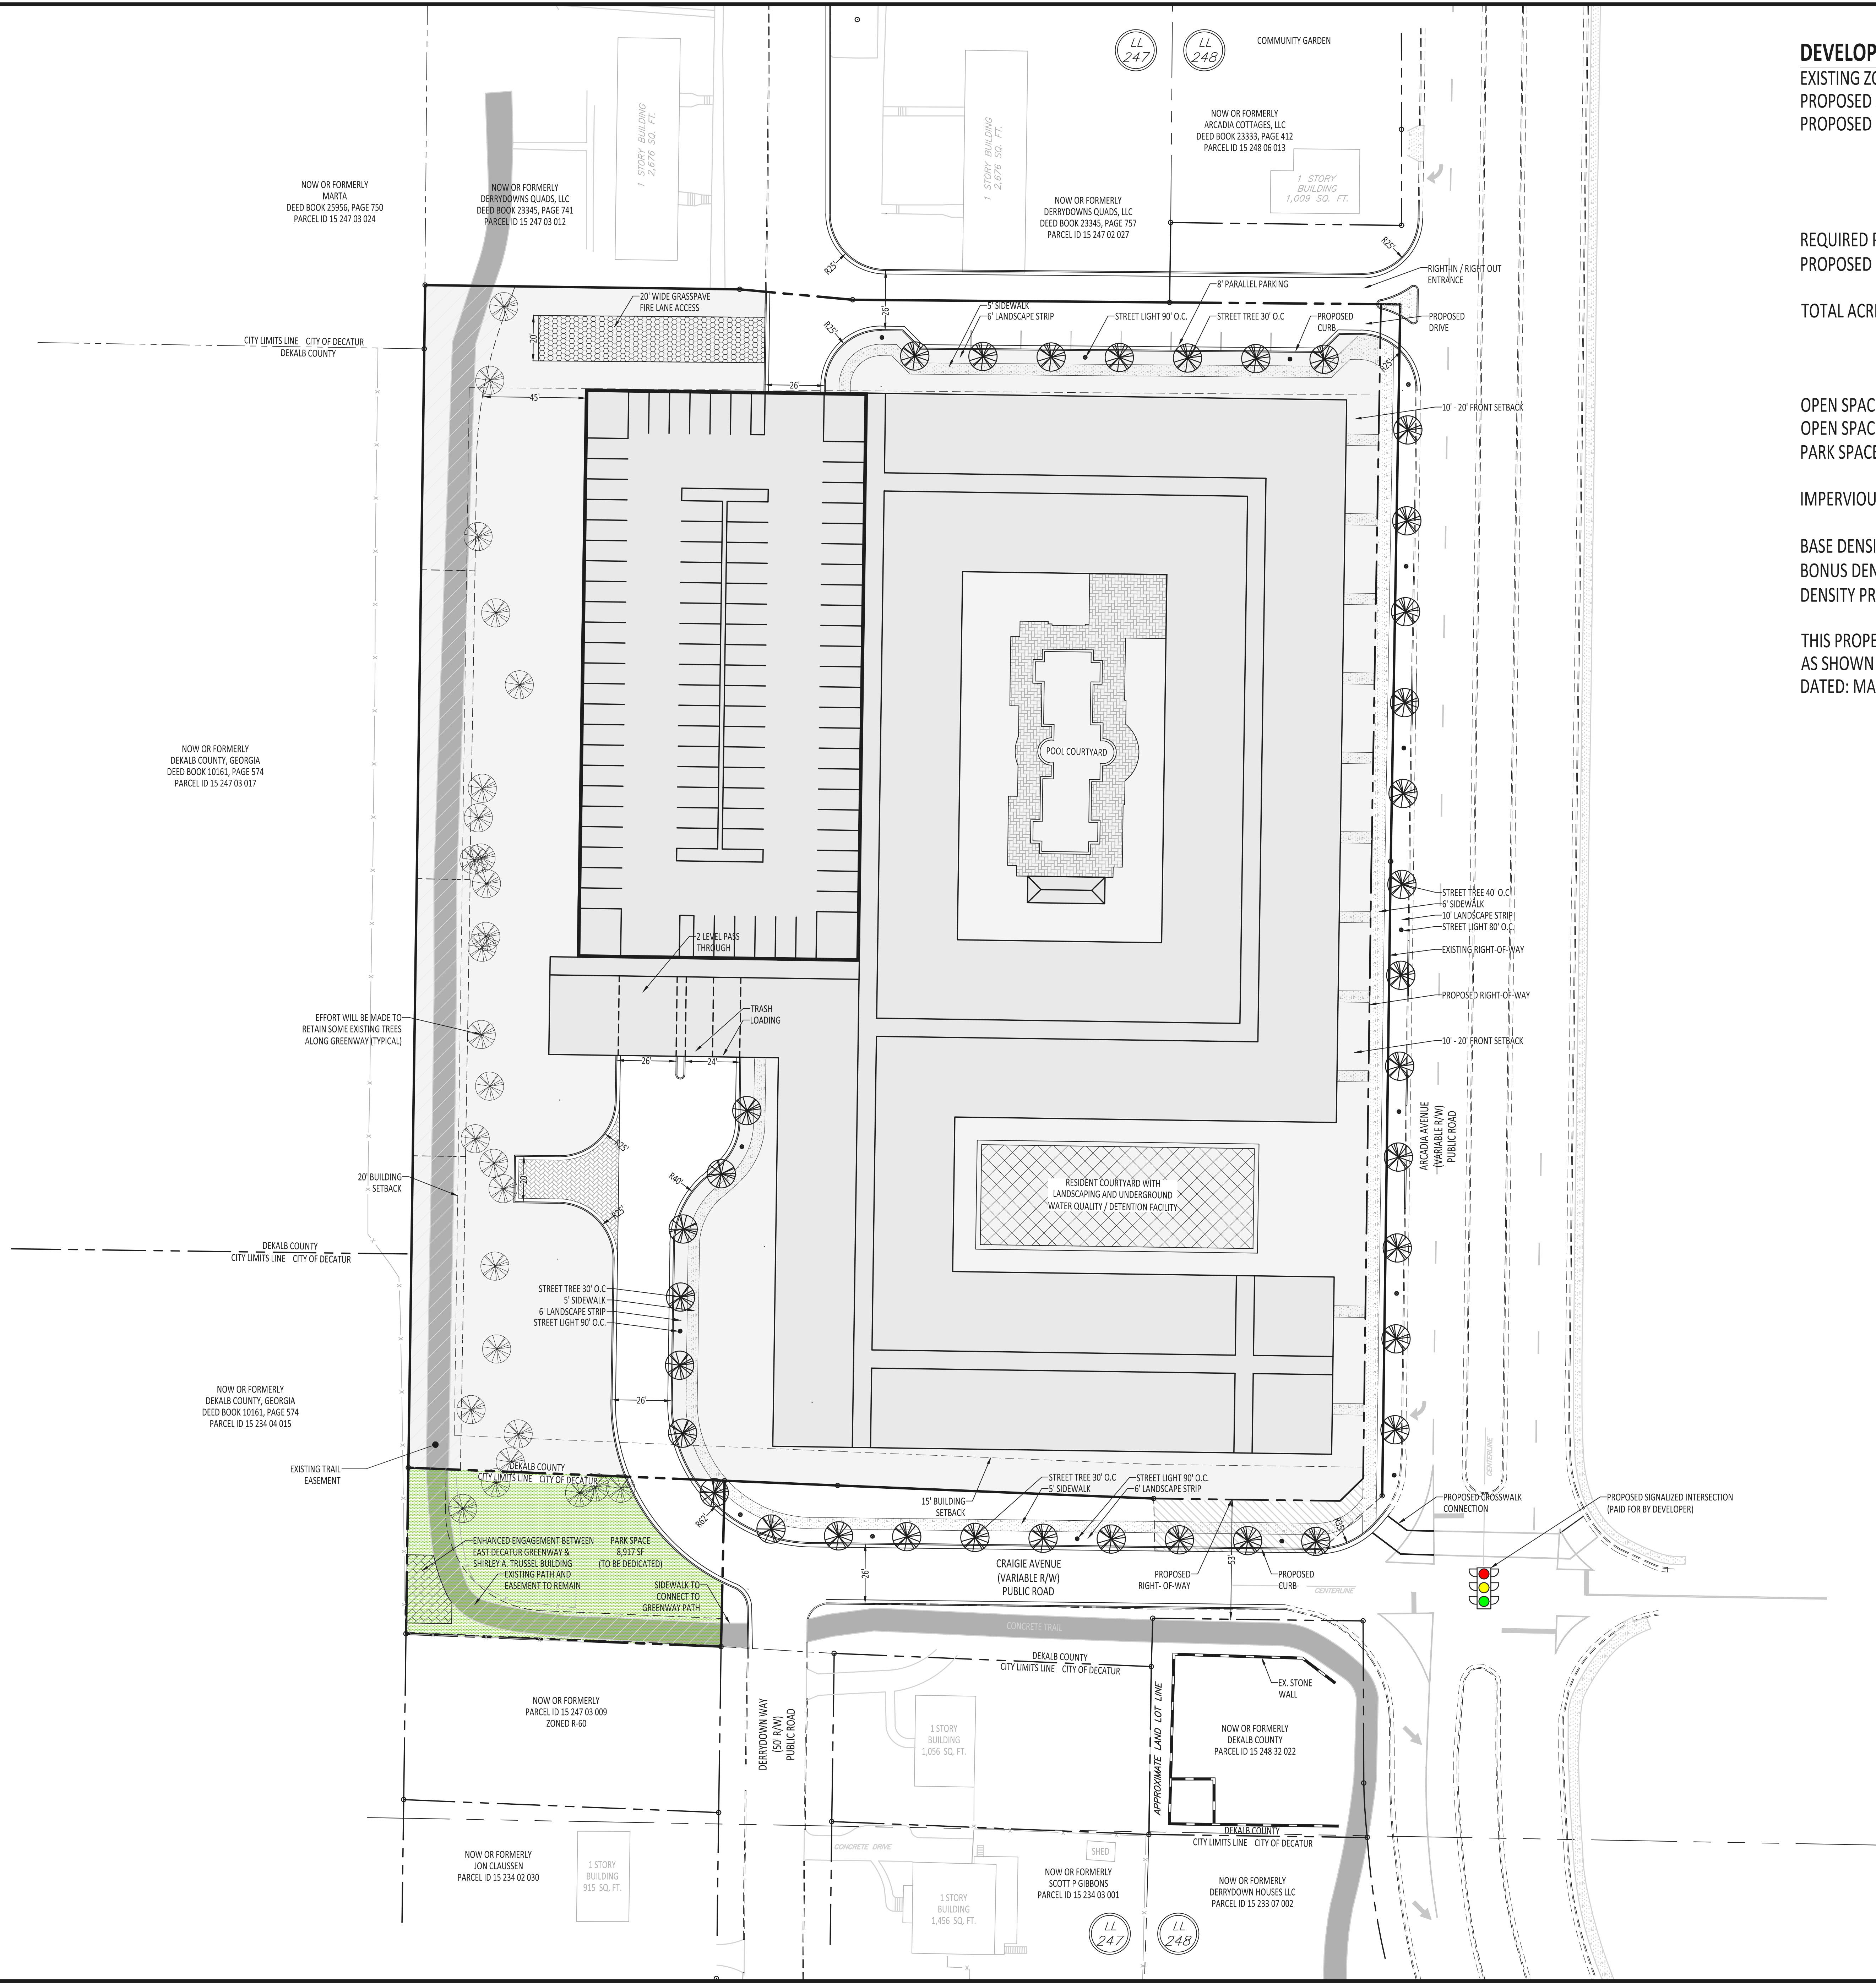 LL
247
LL
248
COMMUNITY GARDEN
NOW OR FORMERLY
ARCADIA COTTAGES, LLC
DEED BOOK 23333, PAGE 412
PARCEL ID 15 248 06 013
1 STORY BUILDING
2,676 SQ. FT.
1 STORY BUILDING
2,676 SQ. FT.
1 STORY
BUILDING
1,009 SQ. FT.
NOW OR FORMERLY
MARTA
DEED BOOK 25956, PAGE 750
PARCEL ID 15 247 03 024
NOW OR FORMERLY
DERRYDOWNS QUADS, LLC
DEED BOOK 23345, PAGE 741
PARCEL ID 15 247 03 012
NOW OR FORMERLY
DERRYDOWNS QUADS, LLC
DEED BOOK 23345, PAGE 757
PARCEL ID 15 247 02 027
R25'
R25'
RIGHT-IN / RIGHT OUT
ENTRANCE
20' WIDE GRASSPAVE
FIRE LANE ACCESS
20'
26'
8' PARALLEL PARKING
5' SIDEWALK
6' LANDSCAPE STRIP
STREET LIGHT 90' O.C.
STREET TREE 30' O.C
PROPOSED
CURB
PROPOSED
DRIVE
R25'
R25'
CITY LIMITS LINE CITY OF DECATUR
DEKALB COUNTY
45'
26'
10' - 20' FRONT SETBACK
POOL COURTYARD
NOW OR FORMERLY
DEKALB COUNTY, GEORGIA
DEED BOOK 10161, PAGE 574
PARCEL ID 15 247 03 017
STREET TREE 40' O.C
6' SIDEWALK
10' LANDSCAPE STRIP
STREET LIGHT 80' O.C.
EXISTING RIGHT-OF-WAY
PROPOSED RIGHT-OF-WAY
10' - 20' FRONT SETBACK
2 LEVEL PASS
THROUGH
TRASH
LOADING
26'
24'
EFFORT WILL BE MADE TO
RETAIN SOME EXISTING TREES
ALONG GREENWAY (TYPICAL)
ARCADIA AVENUE
(VARIABLE R/W)
PUBLIC ROAD
R25'
20'
R25'
R40'
20' BUILDING
SETBACK
RESIDENT COURTYARD WITH
LANDSCAPING AND UNDERGROUND
WATER QUALITY / DETENTION FACILITY
DEKALB COUNTY
CITY LIMITS LINE CITY OF DECATUR
STREET TREE 30' O.C
5' SIDEWALK
6' LANDSCAPE STRIP
STREET LIGHT 90' O.C.
26'
NOW OR FORMERLY
DEKALB COUNTY, GEORGIA
DEED BOOK 10161, PAGE 574
PARCEL ID 15 234 04 015
EXISTING TRAIL
EASEMENT
DEKALB COUNTY
CITY LIMITS LINE CITY OF DECATUR
15' BUILDING
SETBACK
STREET TREE 30' O.C
5' SIDEWALK
STREET LIGHT 90' O.C.
6' LANDSCAPE STRIP
CENTERLINE
PROPOSED CROSSWALK
CONNECTION
PROPOSED SIGNALIZED INTERSECTION
(PAID FOR BY DEVELOPER)
R62'
R35'
ENHANCED ENGAGEMENT BETWEEN
EAST DECATUR GREENWAY &
SHIRLEY A. TRUSSEL BUILDING
PARK SPACE
8,917 SF
(TO BE DEDICATED)
EXISTING PATH AND
EASEMENT TO REMAIN
SIDEWALK TO
CONNECT TO
GREENWAY PATH
26'
CRAIGIE AVENUE
(VARIABLE R/W)
PUBLIC ROAD
PROPOSED
RIGHT- OF-WAY
53'
PROPOSED
CURB
CENTERLINE
CONCRETE TRAIL
DEKALB COUNTY
CITY LIMITS LINE CITY OF DECATUR
EX. STONE
WALL
NOW OR FORMERLY
PARCEL ID 15 247 03 009
ZONED R-60
DERRYDOWN WAY
(50' R/W)
PUBLIC ROAD
1 STORY
BUILDING
1,056 SQ. FT.
APPROXIMATE LAND LOT LINE
NOW OR FORMERLY
DEKALB COUNTY
PARCEL ID 15 248 32 022
DEKALB COUNTY
CITY LIMITS LINE CITY OF DECATUR
CONCRETE DRIVE
SHED
NOW OR FORMERLY
JON CLAUSSEN
PARCEL ID 15 234 02 030
1 STORY
BUILDING
915 SQ. FT.
1 STORY
BUILDING
1,456 SQ. FT.
NOW OR FORMERLY
SCOTT P GIBBONS
PARCEL ID 15 234 03 001
NOW OR FORMERLY
DERRYDOWN HOUSES LLC
PARCEL ID 15 233 07 002
LL
247
LL
248
DEVELOP
EXISTING ZO
PROPOSED
PROPOSED
REQUIRED P
PROPOSED
TOTAL ACRE
OPEN SPAC
OPEN SPAC
PARK SPACE
IMPERVIOU
BASE DENSI
BONUS DEN
DENSITY PR
THIS PROPE
AS SHOWN
DATED: MA